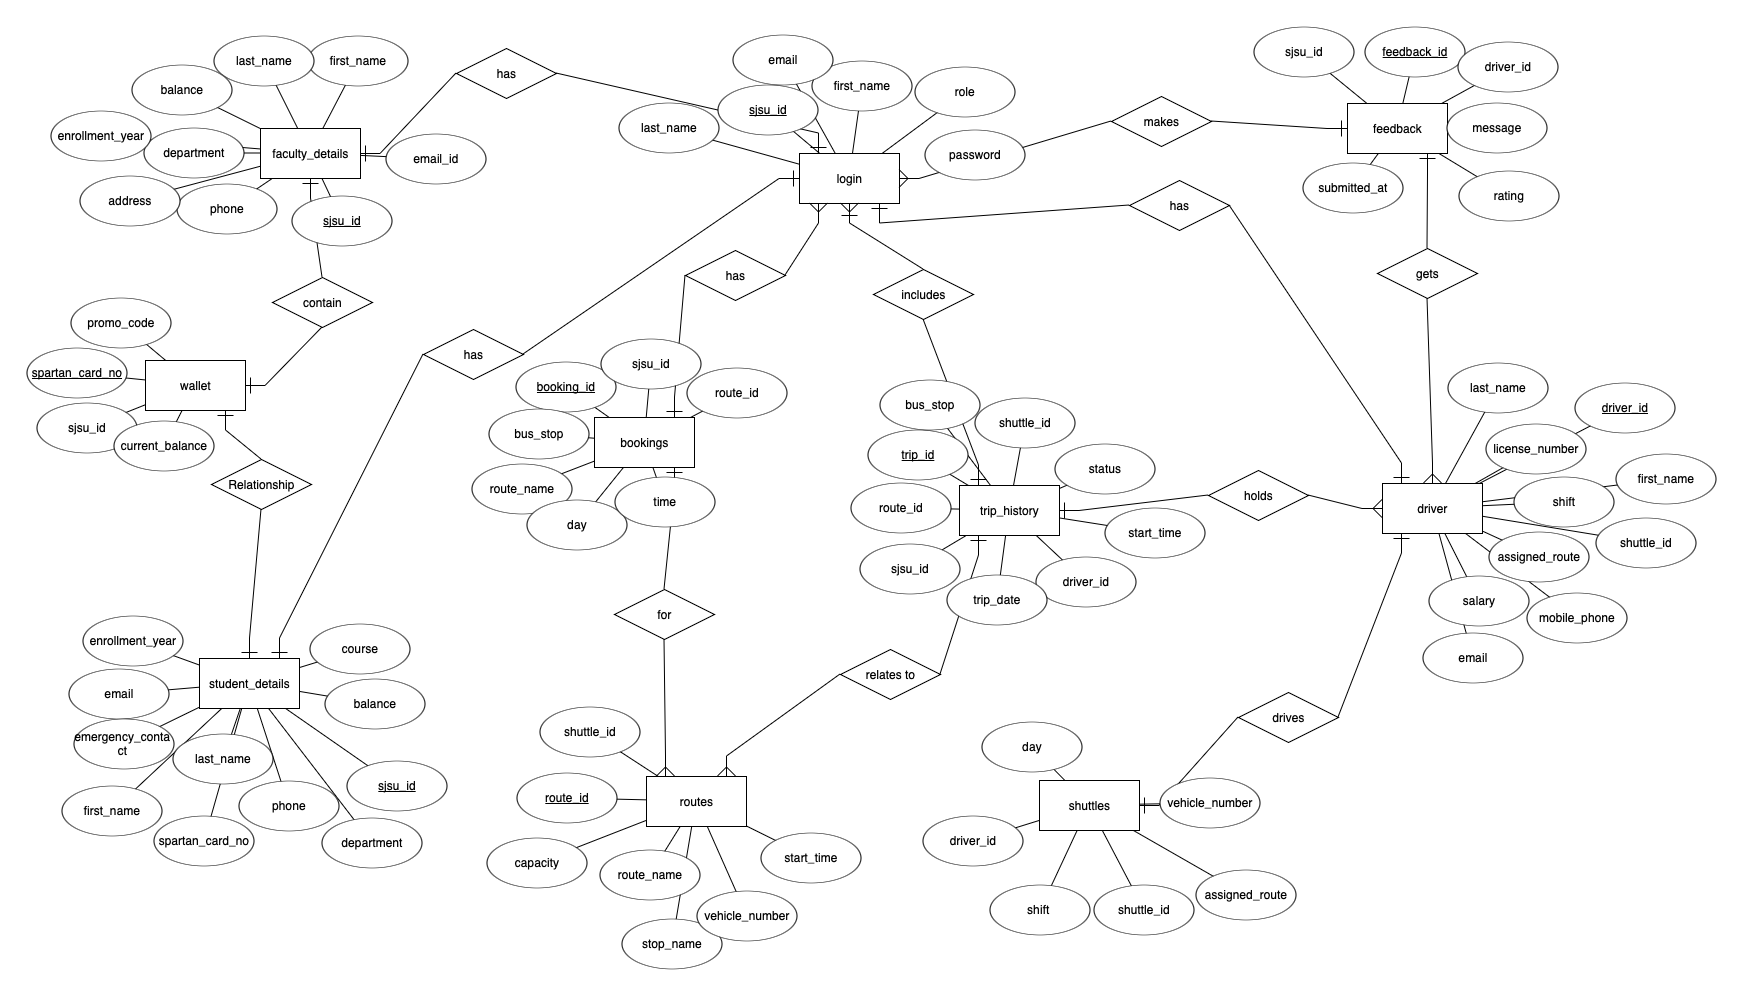 last_name
first_name
has
email
first_name
role
sjsu_id
last_name
password
sjsu_id
feedback_id
driver_id
makes
feedback
message
submitted_at
rating
balance
enrollment_year
department
faculty_details
email_id
address
phone
sjsu_id
login
has
has
includes
gets
contain
promo_code
spartan_card_no
wallet
sjsu_id
current_balance
has
Relationship
sjsu_id
booking_id
route_id
bus_stop
bookings
route_name
time
day
for
bus_stop
shuttle_id
trip_id
status
route_id
trip_history
start_time
sjsu_id
driver_id
trip_date
holds
last_name
driver_id
license_number
first_name
shift
driver
shuttle_id
assigned_route
salary
mobile_phone
email
relates to
drives
enrollment_year
course
student_details
email
balance
emergency_conta
ct
last_name
sjsu_id
first_name
phone
spartan_card_no
department
shuttle_id
route_id
routes
capacity
start_time
route_name
vehicle_number
stop_name
day
shuttles
vehicle_number
driver_id
assigned_route
shift
shuttle_id